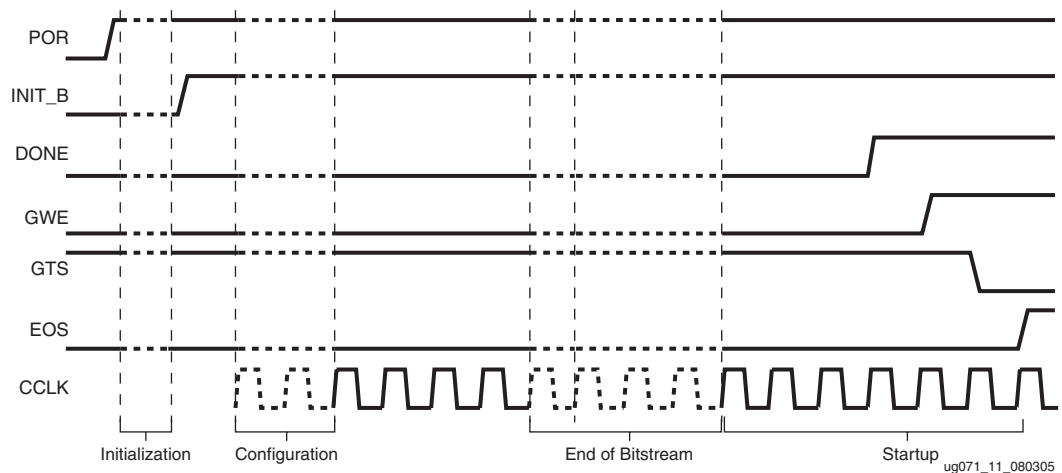 POR
INIT_B
DONE
GWE
GTS
EOS
CCLK
Initialization
Configuration
End of Bitstream
Startup
ug071_11_080305